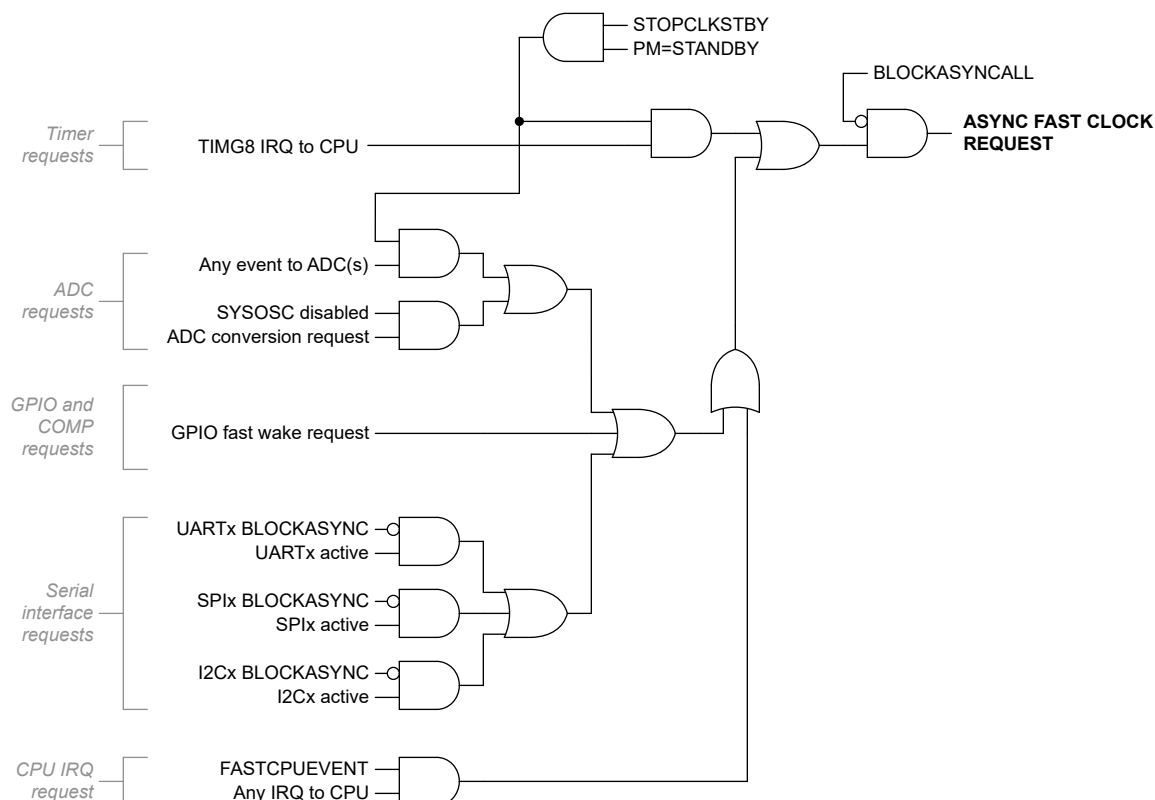 STOPCLKSTBY
PM=STANDBY
BLOCKASYNCALL
ASYNC FAST CLOCK
REQUEST
Timer
requests
TIMG8 IRQ to CPU
ADC
requests
Any event to ADC(s)
SYSOSC disabled
ADC conversion request
GPIO and
COMP
requests
GPIO fast wake request
Serial
interface
requests
UARTx BLOCKASYNC
UARTx active
SPIx BLOCKASYNC
SPIx active
I2Cx BLOCKASYNC
I2Cx active
CPU IRQ
request
FASTCPUEVENT
Any IRQ to CPU